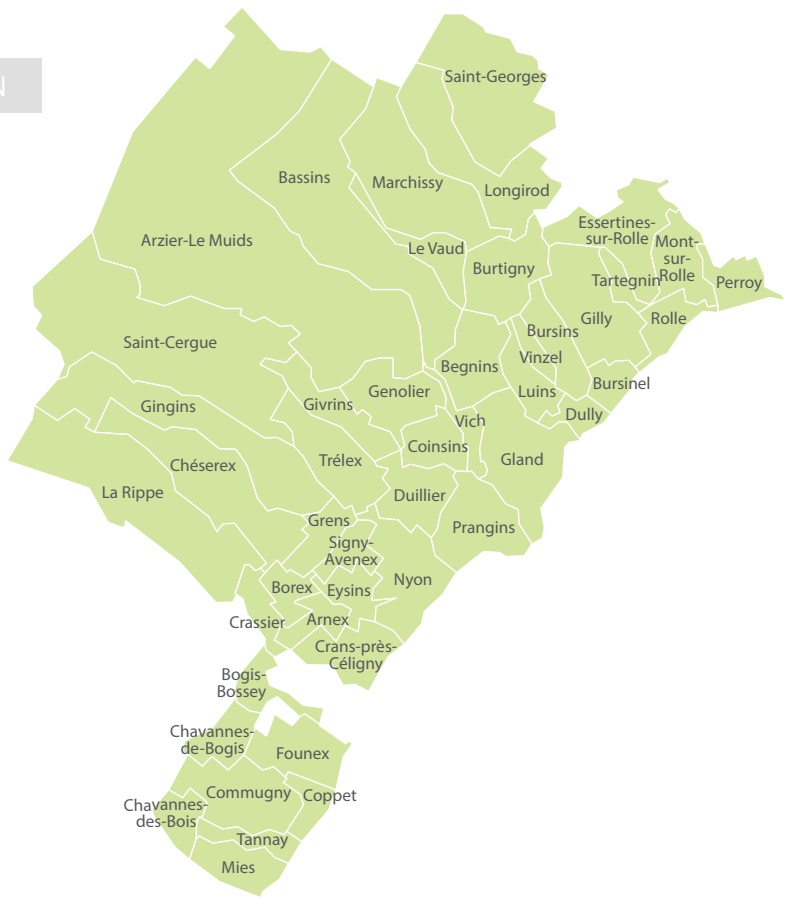 N
Saint-Georges
Bassins
Marchissy
Longirod
Arzier-Le Muids
Le Vaud
Burtigny
Essertines-
sur-Rolle
Mont-
sur-
Rolle
Tartegnin
Perroy
Saint-Cergue
Gilly
Rolle
Bursins
Vinzel
Begnins
Luins
Bursinel
Dully
Gingins
Givrins
Genolier
Vich
Coinsins
Gland
Chéserex
Trélex
La Rippe
Duillier
Prangins
Grens
Signy-
Avenex
Nyon
Borex
Eysins
Crassier
Arnex
Crans-près-
Céligny
Bogis-
Bossey
Chavannes-
de-Bogis
Founex
Commugny
Coppet
Chavannes-
des-Bois
Tannay
Mies